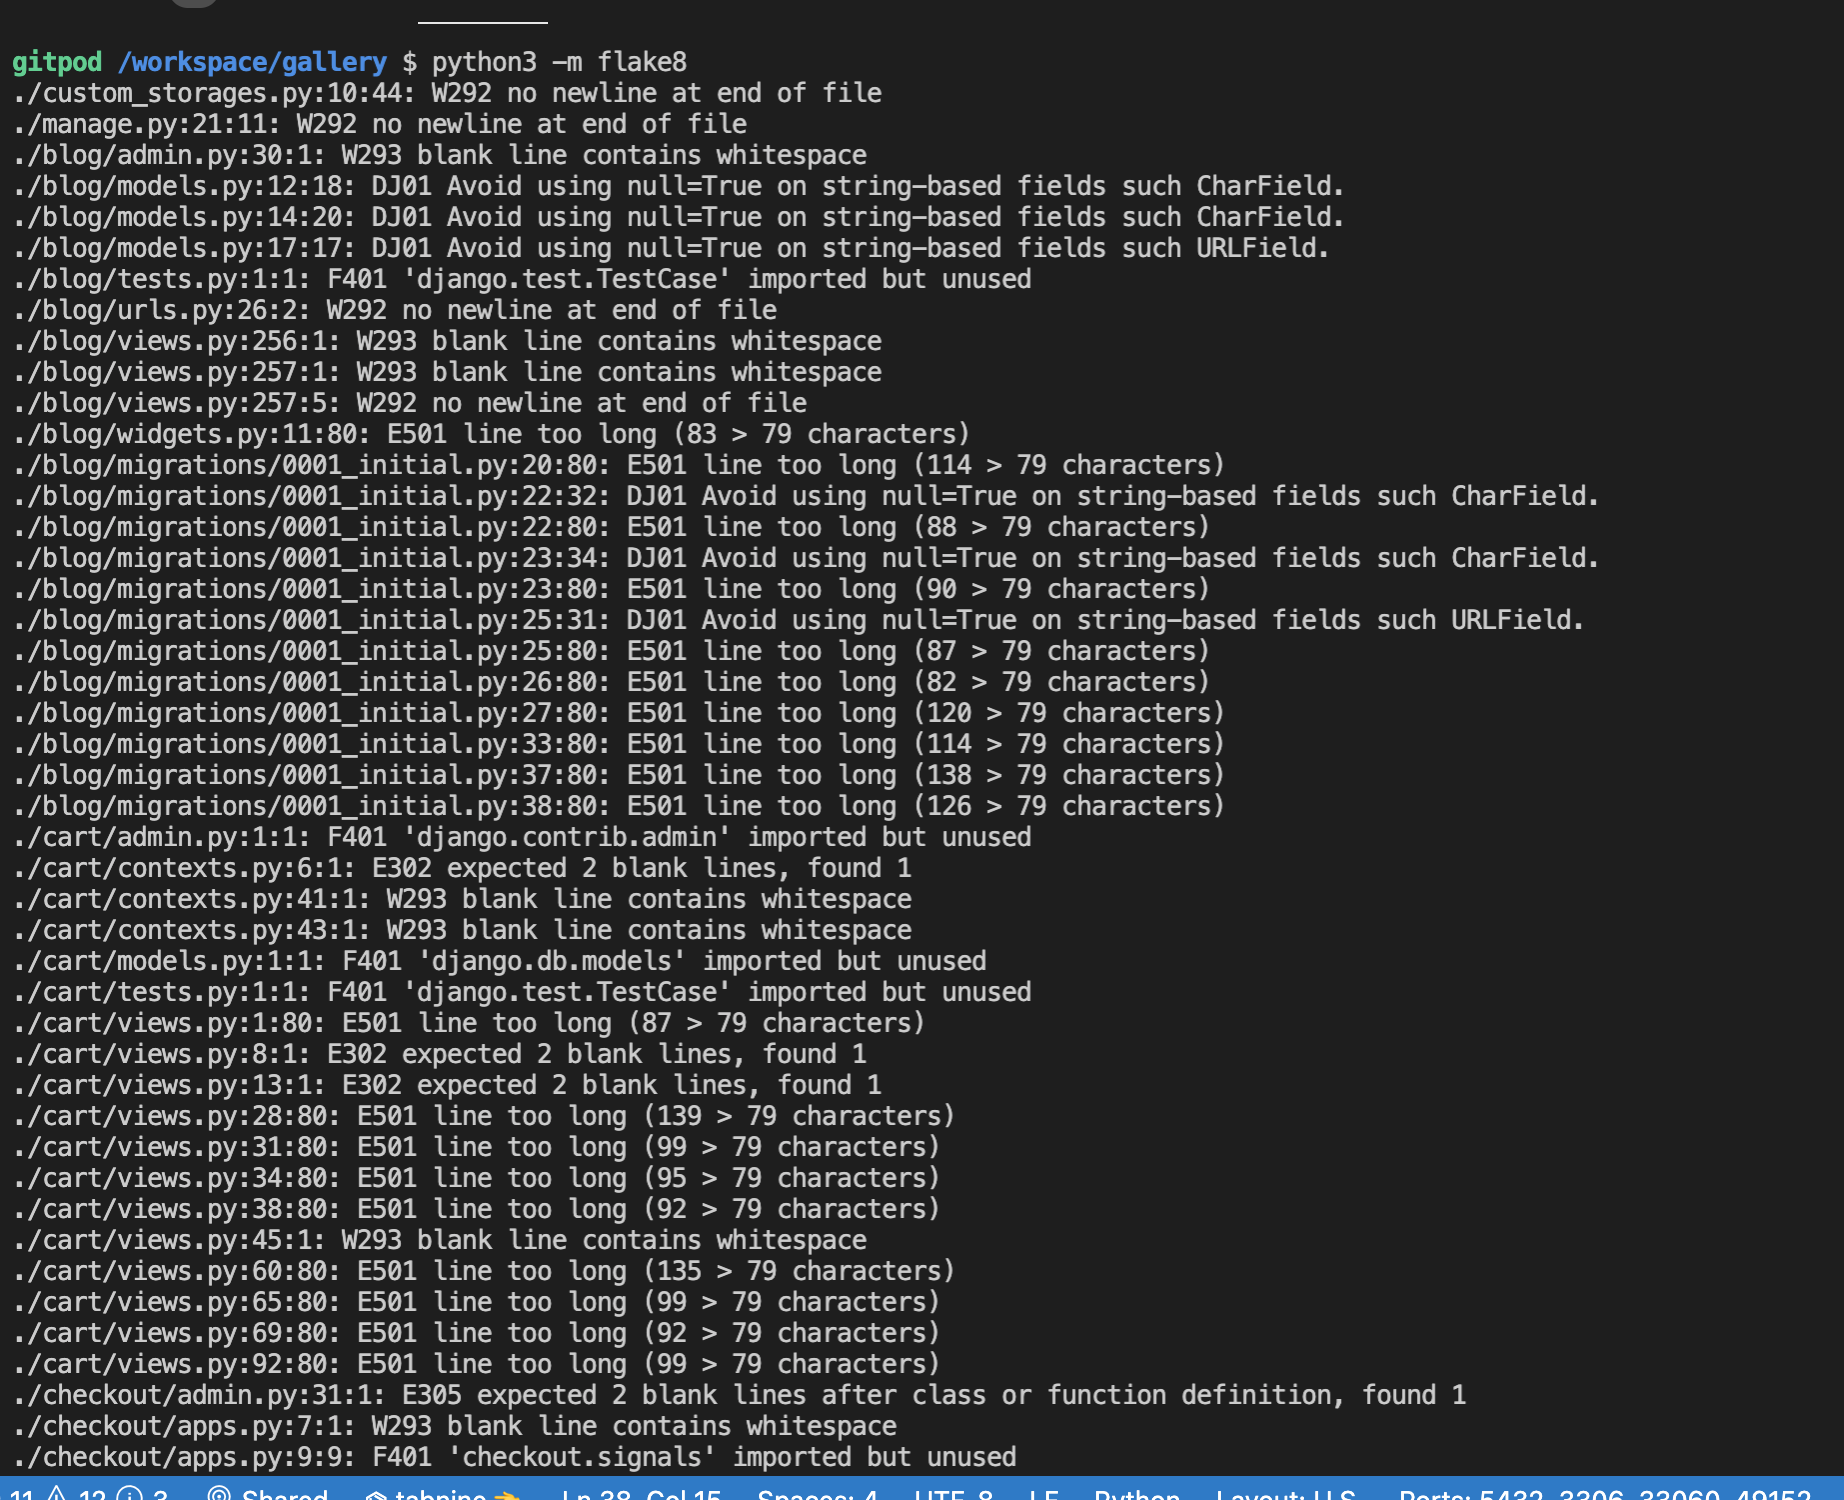 gitpod /workspace/gallery $ python3 -m flake8
./custom_storages.py:10:44: W292 no newline at end of file
./manage.py:21:11: W292 no newline at end of file
./blog/admin.py:30:1: W293 blank line contains whitespace
./blog/models.py:12:18: DJ01 Avoid using null=True on string-based fields such CharField.
./blog/models.py:14:20: DJ01 Avoid using null=True on string-based fields such CharField.
./blog/models.py:17:17: DJ01 Avoid using null=True on string-based fields such URLField.
./blog/tests.py:1:1: F401 'django.test.TestCase' imported but unused
./blog/urls.py:26:2: W292 no newline at end of file
./blog/views.py:256:1: W293 blank line contains whitespace
./blog/views.py:257:1: W293 blank line contains whitespace
./blog/views.py:257:5: W292 no newline at end of file
./blog/widgets.py:11:80: E501 line too long (83 > 79 characters)
./blog/migrations/0001_initial.py:20:80: E501 line too long (114 > 79 characters)
./blog/migrations/0001_initial.py:22:32: DJ01 Avoid using null=True on string-based fields such CharField.
./blog/migrations/0001_initial.py:22:80: E501 line too long (88 > 79 characters)
./blog/migrations/0001_initial.py:23:34: DJ01 Avoid using null=True on string-based fields such CharField.
./blog/migrations/0001_initial.py:23:80: E501 line too long (90 > 79 characters)
./blog/migrations/0001_initial.py:25:31: DJ01 Avoid using null=True on string-based fields such URLField.
./blog/migrations/0001_initial.py:25:80: E501 line too long (87 > 79 characters)
./blog/migrations/0001_initial.py:26:80: E501 line too long (82 > 79 characters)
./blog/migrations/0001_initial.py:27:80: E501 line too long (120 > 79 characters)
./blog/migrations/0001_initial.py:33:80: E501 line too long (114 > 79 characters)
./blog/migrations/0001_initial.py:37:80: E501 line too long (138 > 79 characters)
./blog/migrations/0001_initial.py:38:80: E501 line too long (126 > 79 characters)
./cart/admin.py:1:1: F401 'django.contrib.admin' imported but unused
./cart/contexts.py:6:1: E302 expected 2 blank lines, found 1
./cart/contexts.py:41:1: W293 blank line contains whitespace
./cart/contexts.py:43:1: W293 blank line contains whitespace
./cart/models.py:1:1: F401 'django.db.models' imported but unused
./cart/tests.py:1:1: F401 'django.test.TestCase' imported but unused
./cart/views.py:1:80: E501 line too long (87 > 79 characters)
./cart/views.py:8:1: E302 expected 2 blank lines, found 1
./cart/views.py:13:1: E302 expected 2 blank lines, found 1
./cart/views.py:28:80: E501 line too long (139 > 79 characters)
./cart/views.py:31:80: E501 line too long (99 > 79 characters)
./cart/views.py:34:80: E501 line too long (95 > 79 characters)
./cart/views.py:38:80: E501 line too long (92 > 79 characters)
./cart/views.py:45:1: W293 blank line contains whitespace
./cart/views.py:60:80: E501 line too long (135 > 79 characters)
./cart/views.py:65:80: E501 line too long (99 > 79 characters)
./cart/views.py:69:80: E501 line too long (92 > 79 characters)
./cart/views.py:92:80: E501 line too long (99 > 79 characters)
./checkout/admin.py:31:1: E305 expected 2 blank lines after class or function definition, found 1
./checkout/apps.py:7:1: W293 blank line contains whitespace
./checkout/apps.py:9:9: F401 'checkout.signals' imported but unused
11 12 3 Shared tabnine Ln 38, Col 15 Spaces: 4 UTF-8 LF Python Layout: U.S. Ports: 5432, 3306, 33060, 49152